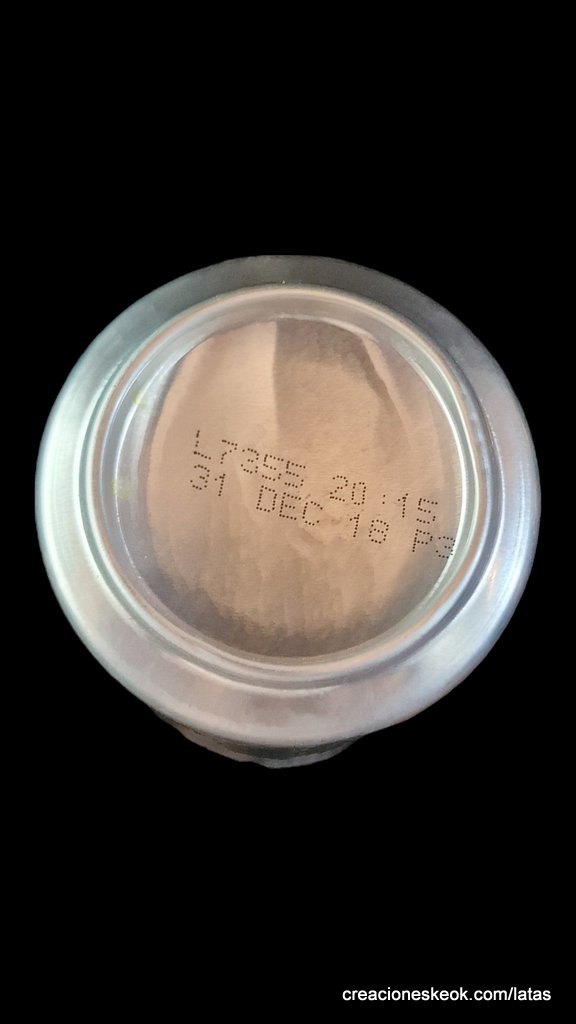 L7355 20:15
31 DEC 18 P3
creacioneskeok.com/latas